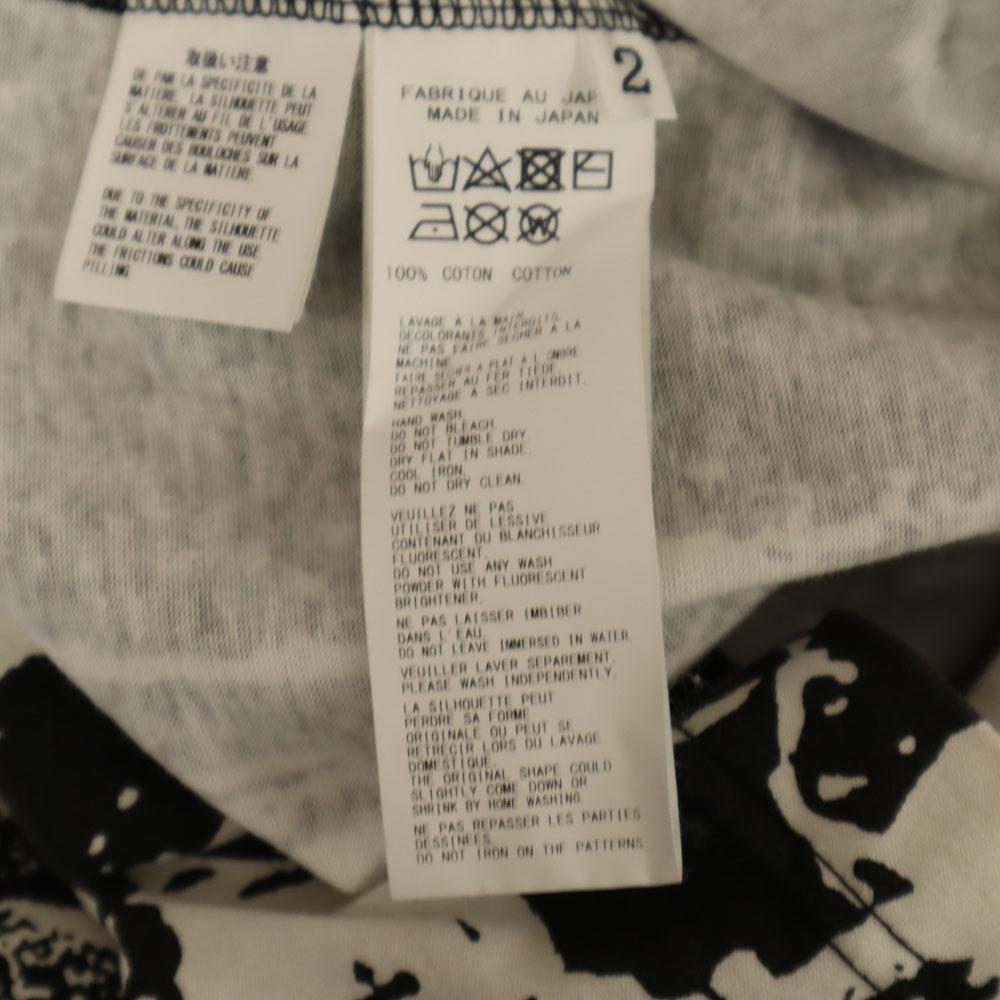 取扱い注意
DE PAR LA SPECIFICITE DE LA
MATIERE, LA SILHOUETTE PEUT
S'ALTERER AU FIL DE L'USAGE.
LES FROTTEMENTS PEUVENT
CAUSER DES BOULOCHES SUR LA
SURFACE DE LA MATIERE.
DUE TO THE SPECIFICITY OF
THE MATERIAL, THE SILHOUETTE
COULD ALTER ALONG THE USE.
THE FRICTIONS COULD CAUSE
PILLING
2
FABRIQUE AU JAP
MADE IN JAPAN
W
100% COTON COTTON
LAVAGE A LA MAIN.
DECOLORANTS INTERDITS.
NE PAS FAIRE SECHER A LA
MACHINE.
FAIRE SECHER A PLAT A L'OMBRE.
REPASSER AU FER TIEDE.
NETTOYAGE A SEC INTERDIT.
HAND WASH.
DO NOT BLEACH.
DO NOT TUMBLE DRY.
DRY FLAT IN SHADE.
COOL IRON.
DO NOT DRY CLEAN.
VEUILLEZ NE PAS
UTILISER DE LESSIVE
CONTENANT DU BLANCHISSEUR
FLUORESCENT.
DO NOT USE ANY WASH
POWDER WITH FLUORESCENT
BRIGHTENER.
NE PAS LAISSER IMBIBER
DANS L'EAU.
DO NOT LEAVE IMMERSED IN WATER.
VEUILLER LAVER SEPAREMENT.
PLEASE WASH INDEPENDENTLY.
LA SILHOUETTE PEUT
PERDRE SA FORME
ORIGINALE OU PEUT SE
RETRECIR LORS DU LAVAGE
DOMESTIQUE.
THE ORIGINAL SHAPE COULD
SLIGHTLY COME DOWN OR
SHRINK BY HOME WASHING.
NE PAS REPASSER LES PARTIES
DESSINEES.
DO NOT IRON ON THE PATTERNS.